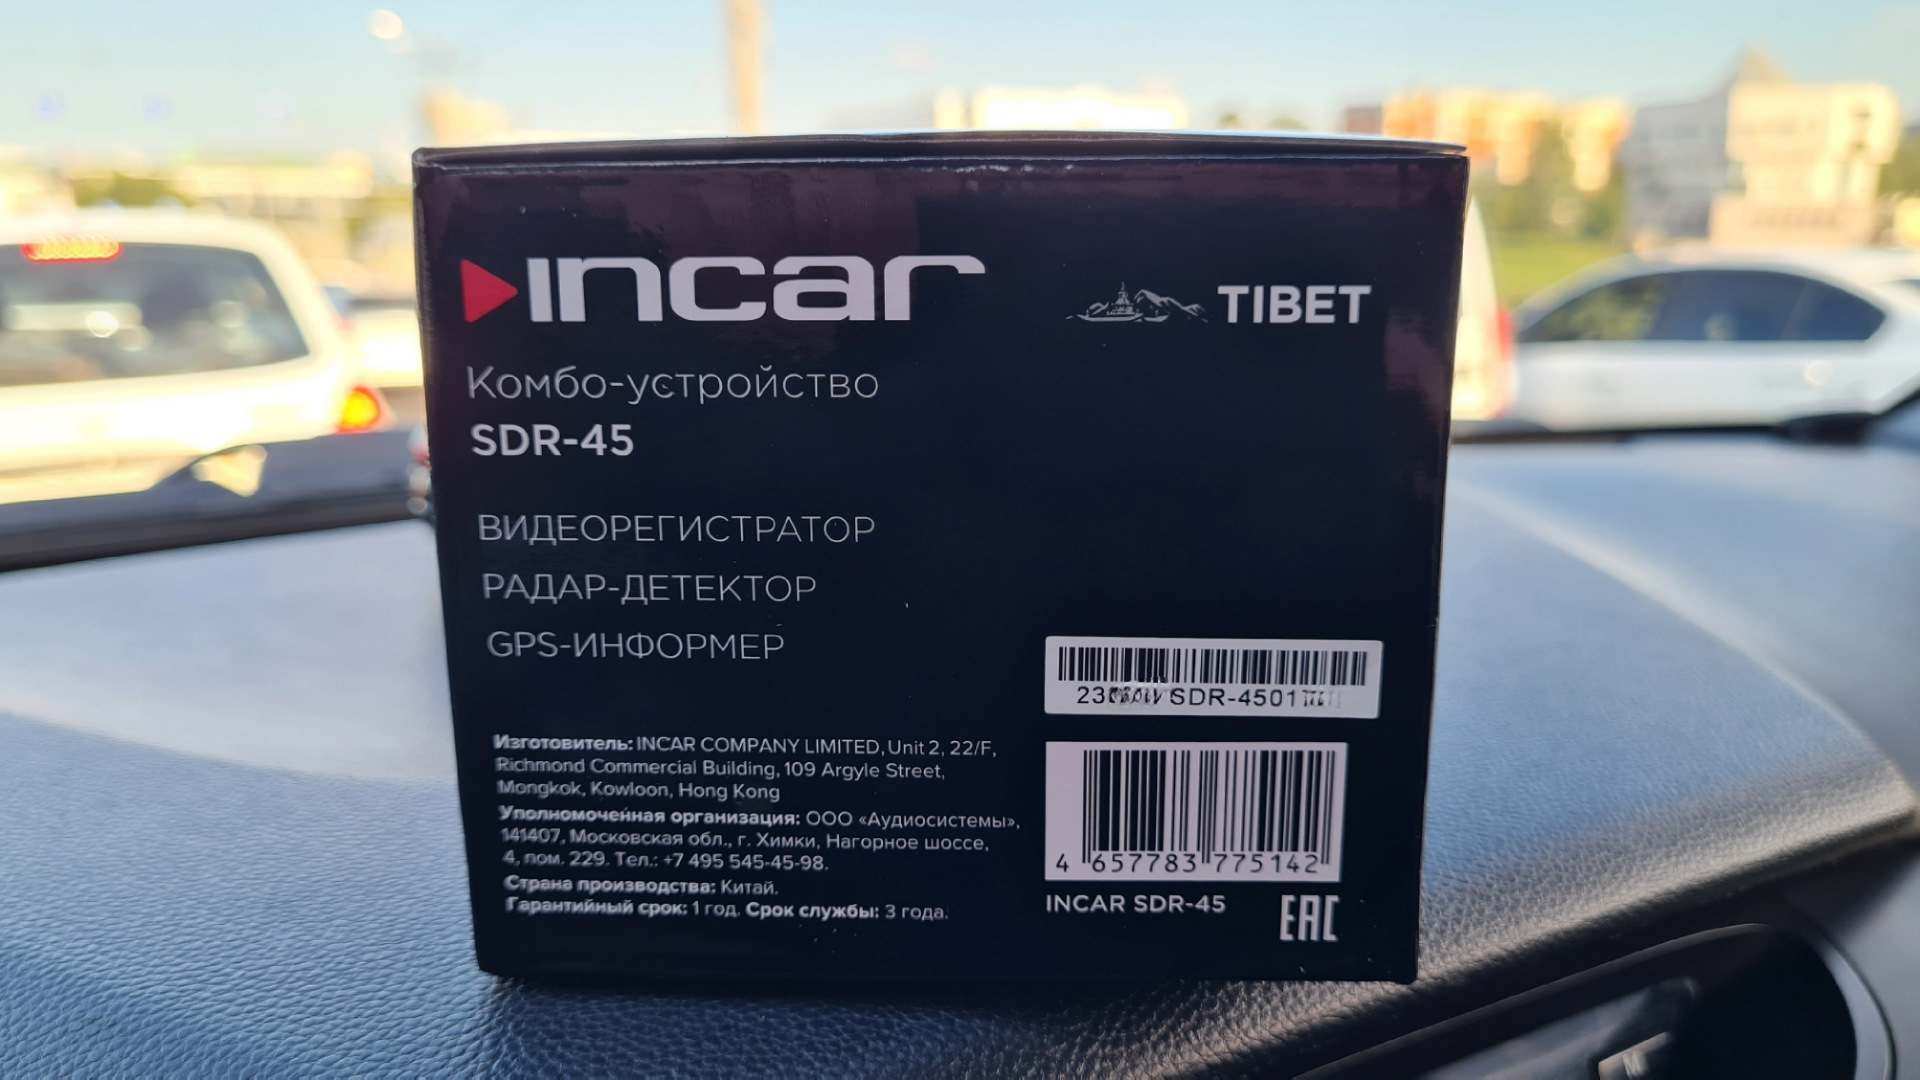 incar
TIBET
Комбо-устройство
SDR-45
ВИДЕОРЕГИСТРАТОР
РАДАР-ДЕТЕКТОР
GPS-ИНФОРМЕР
SDR-4501
Изготовитель: INCAR COMPANY LIMITED, Unit 2, 22/F,
Richmond Commercial Building, 109 Argyle Street,
Mongkok, Kowloon, Hong Kong
Уполномоченная организация: ООО «Аудиосистемы»,
141407, Московская обл., г. Химки, Нагорное шоссе,
4, пом. 229. Тел.: +7 495 545-45-98.
Страна производства: Китай.
Гарантийный срок: 1 год. Срок службы: 3 года.
4 657783 775142
INCAR SDR-45
EAC